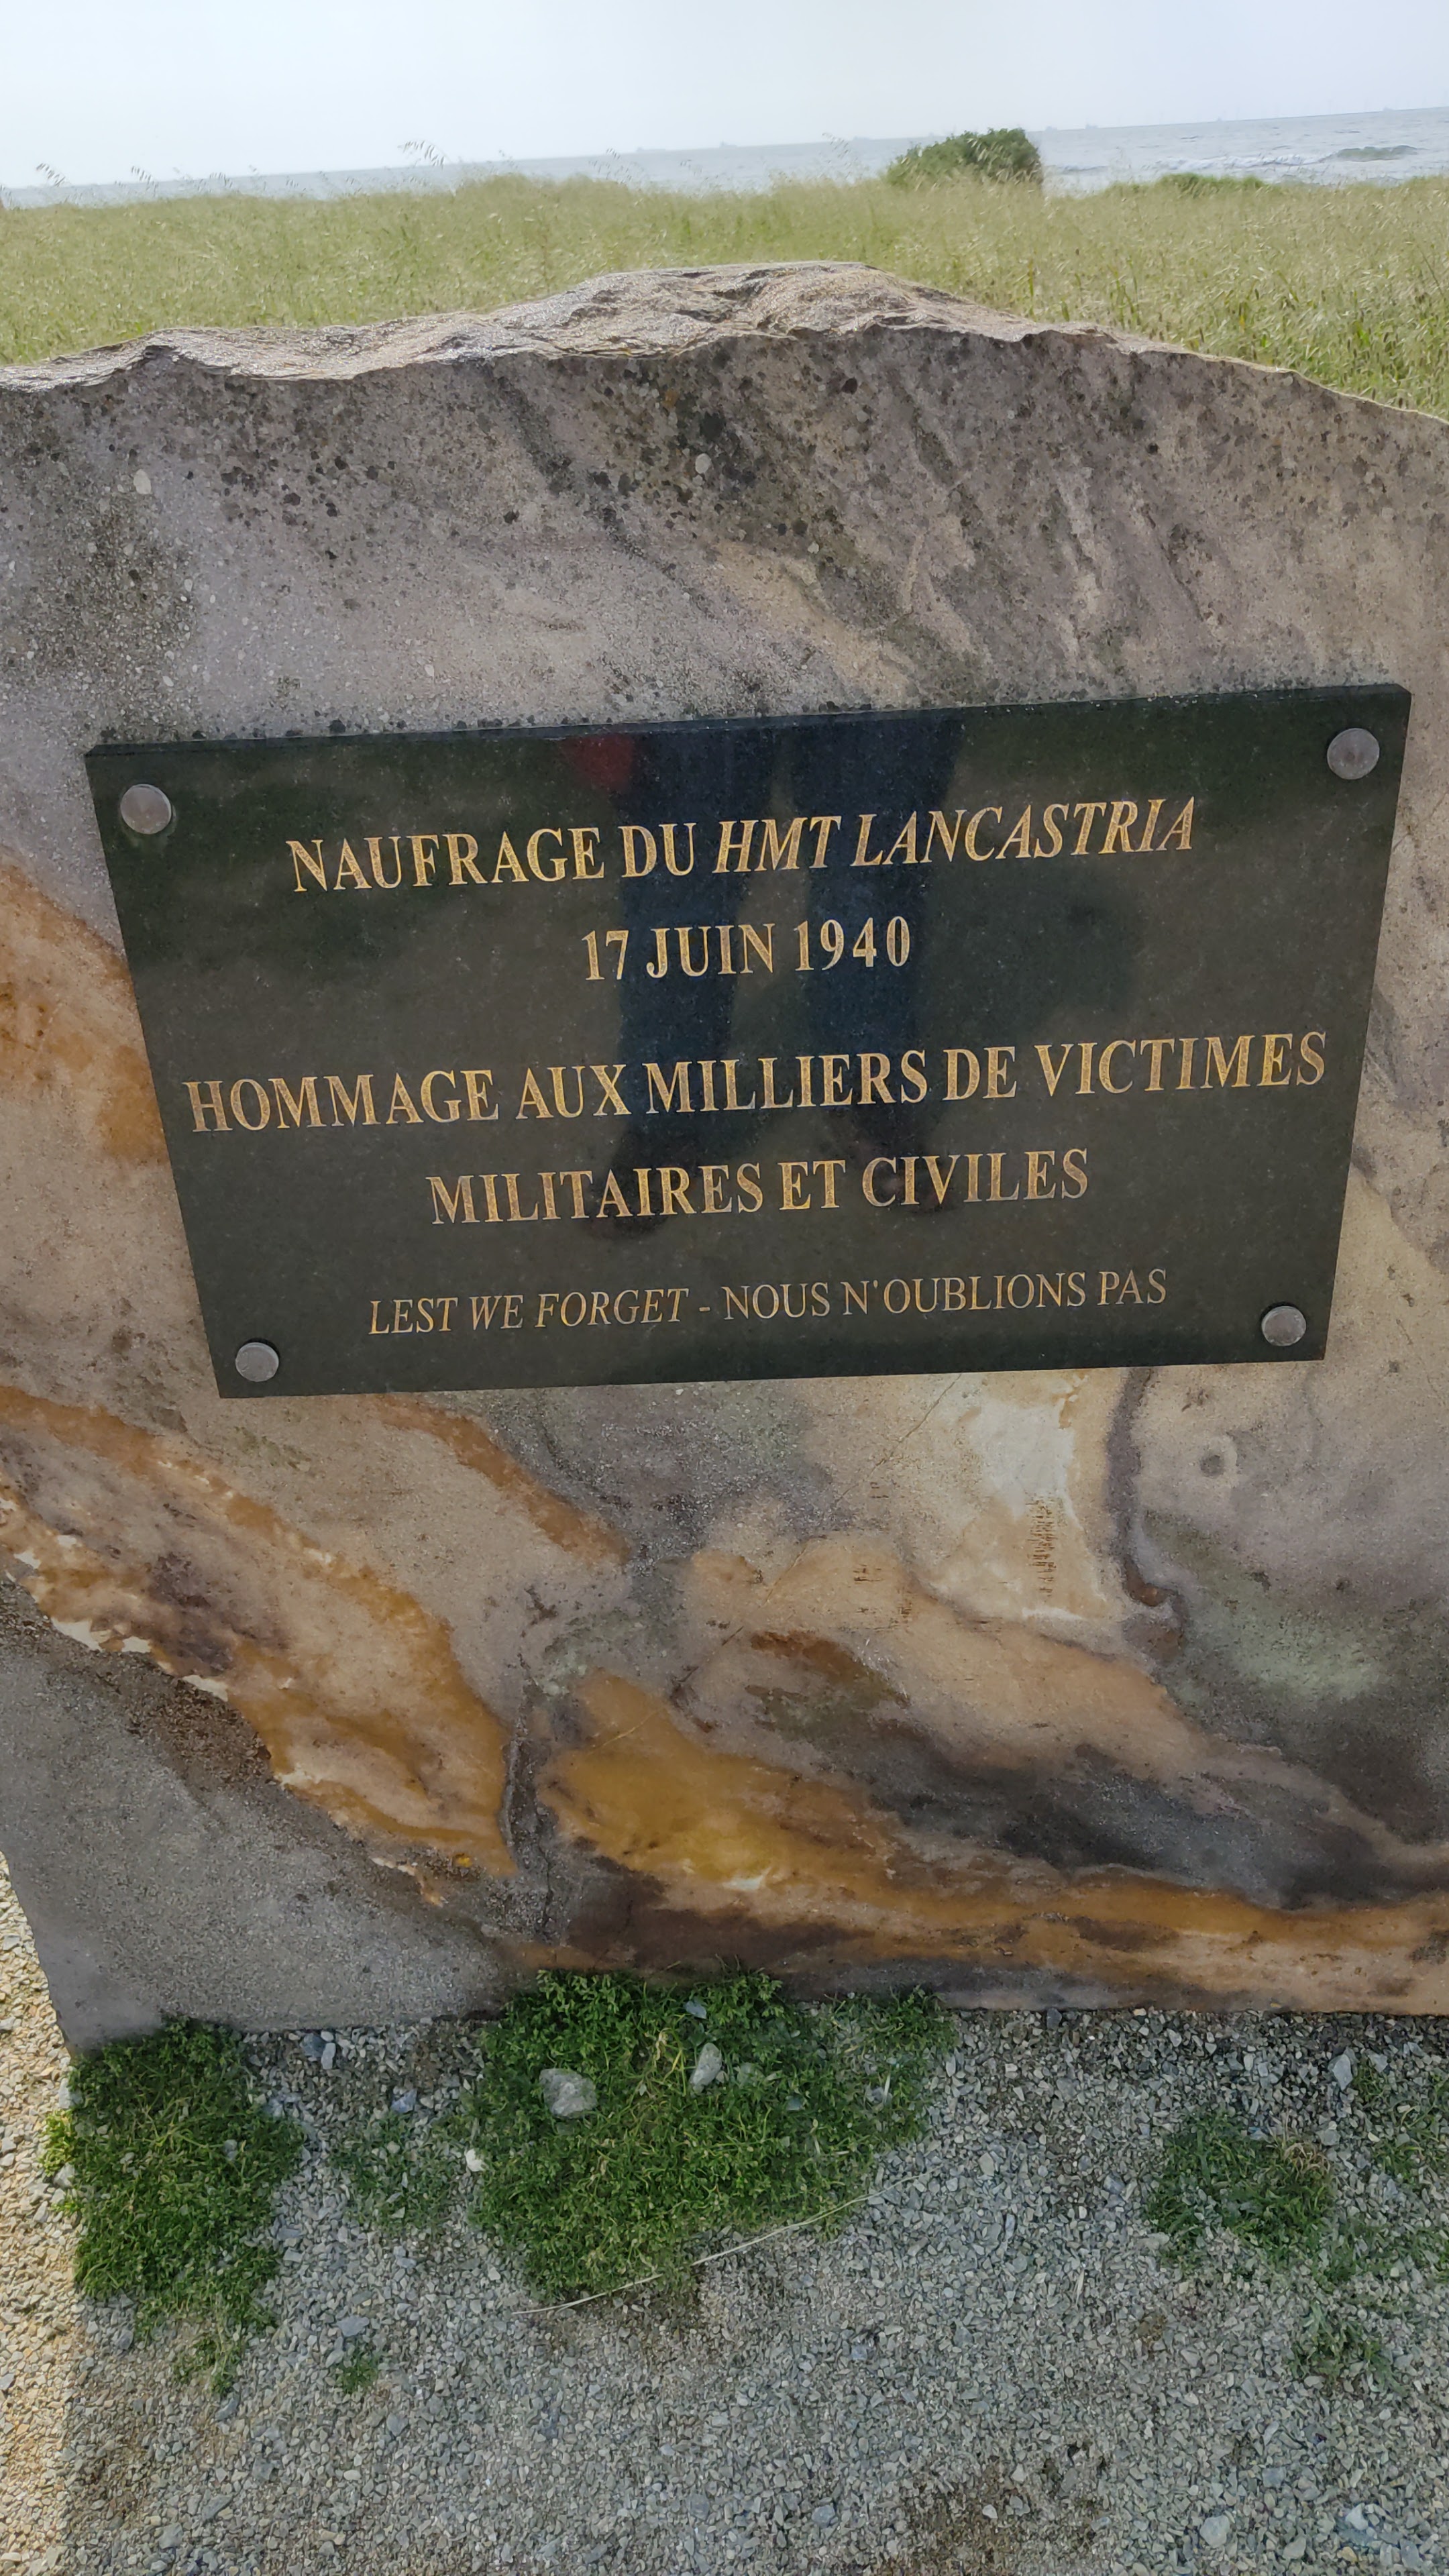 NAUFRAGE DU HMT LANCASTRIA
17 JUIN 1940
HOMMAGE AUX MILLIERS DE VICTIMES
MILITAIRES ET CIVILES
LEST WE FORGET - NOUS N'OUBLIONS PAS